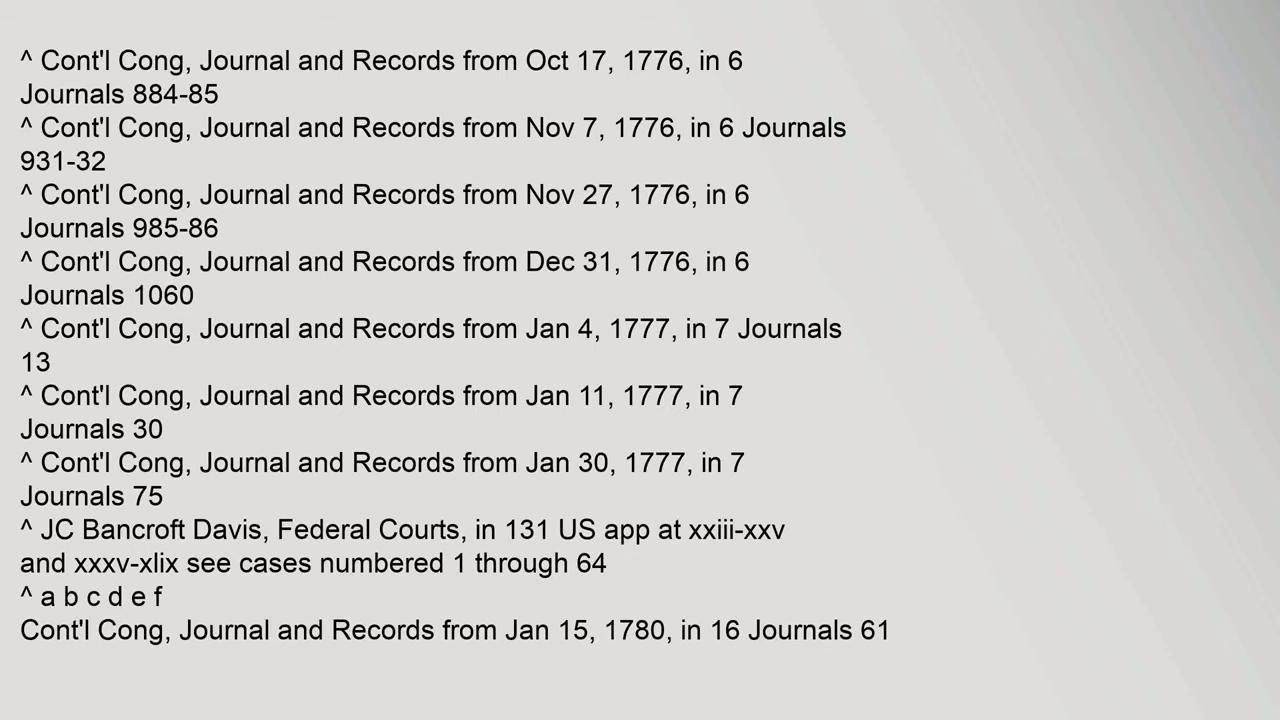 ^ Cont'l Cong, Journal and Records from Oct 17, 1776, in 6
Journals 884-85
^ Cont'l Cong, Journal and Records from Nov 7, 1776, in 6 Journals
931-32
^ Cont'l Cong, Journal and Records from Nov 27, 1776, in 6
Journals 985-86
^ Cont'l Cong, Journal and Records from Dec 31, 1776, in 6
Journals 1060
^ Cont'l Cong, Journal and Records from Jan 4, 1777, in 7 Journals
13
^ Cont'l Cong, Journal and Records from Jan 11, 1777, in 7
Journals 30
^ Cont'l Cong, Journal and Records from Jan 30, 1777, in 7
Journals 75
^ JC Bancroft Davis, Federal Courts, in 131 US app at xxiii-xxv
and xxxv-xlix see cases numbered 1 through 64
^ a b c d e f
Cont'l Cong, Journal and Records from Jan 15, 1780, in 16 Journals 61